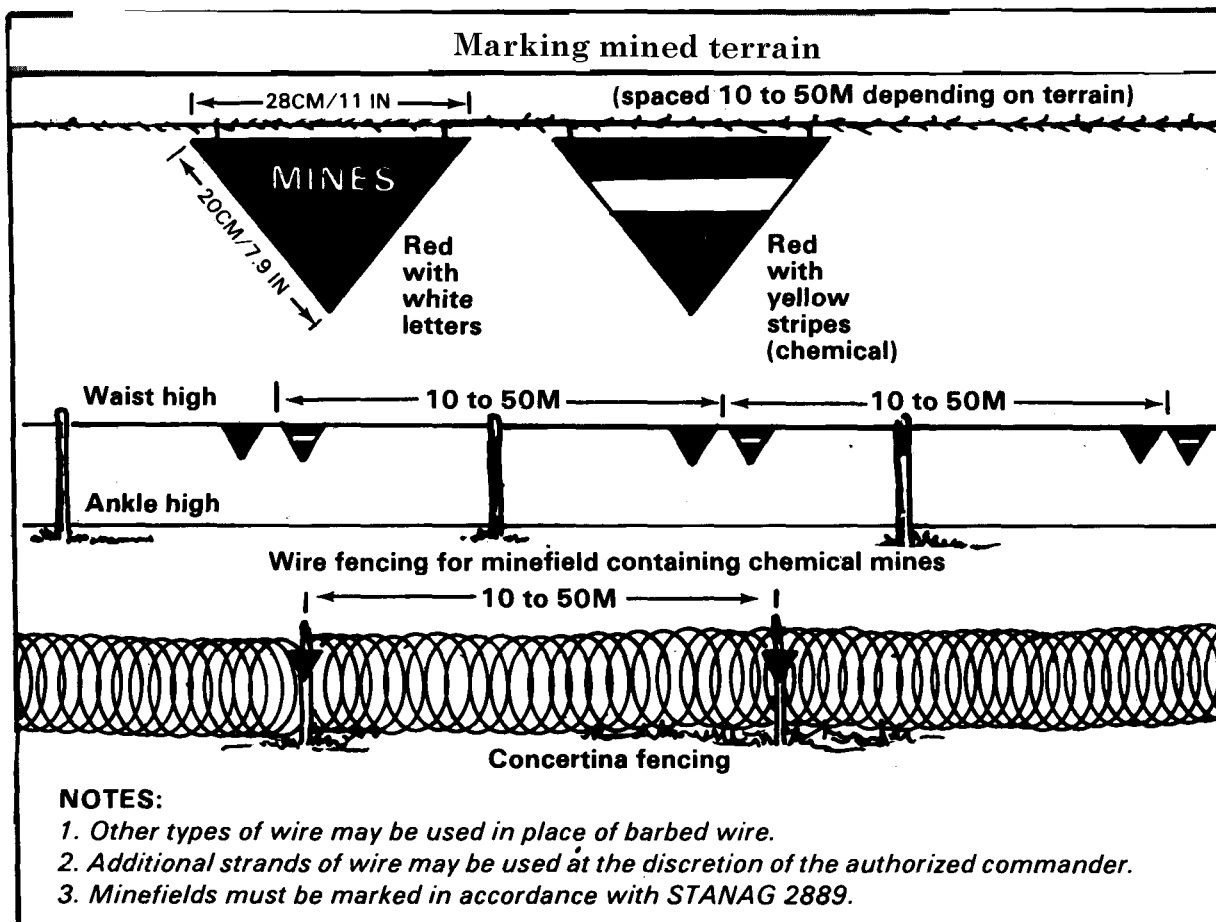 Marking mined terrain
28CM/11 IN
(spaced 10 to 50M depending on terrain)
MINES
20CM/7.9 IN
Red
with
white
letters
Red
with
yellow
stripes
(chemical)
Waist high
10 to 50M
10 to 50M
Ankle high
Wire fencing for minefield containing chemical mines
10 to 50M
Concertina fencing
NOTES:
1. Other types of wire may be used in place of barbed wire.
2. Additional strands of wire may be used at the discretion of the authorized commander.
3. Minefields must be marked in accordance with STANAG 2889.